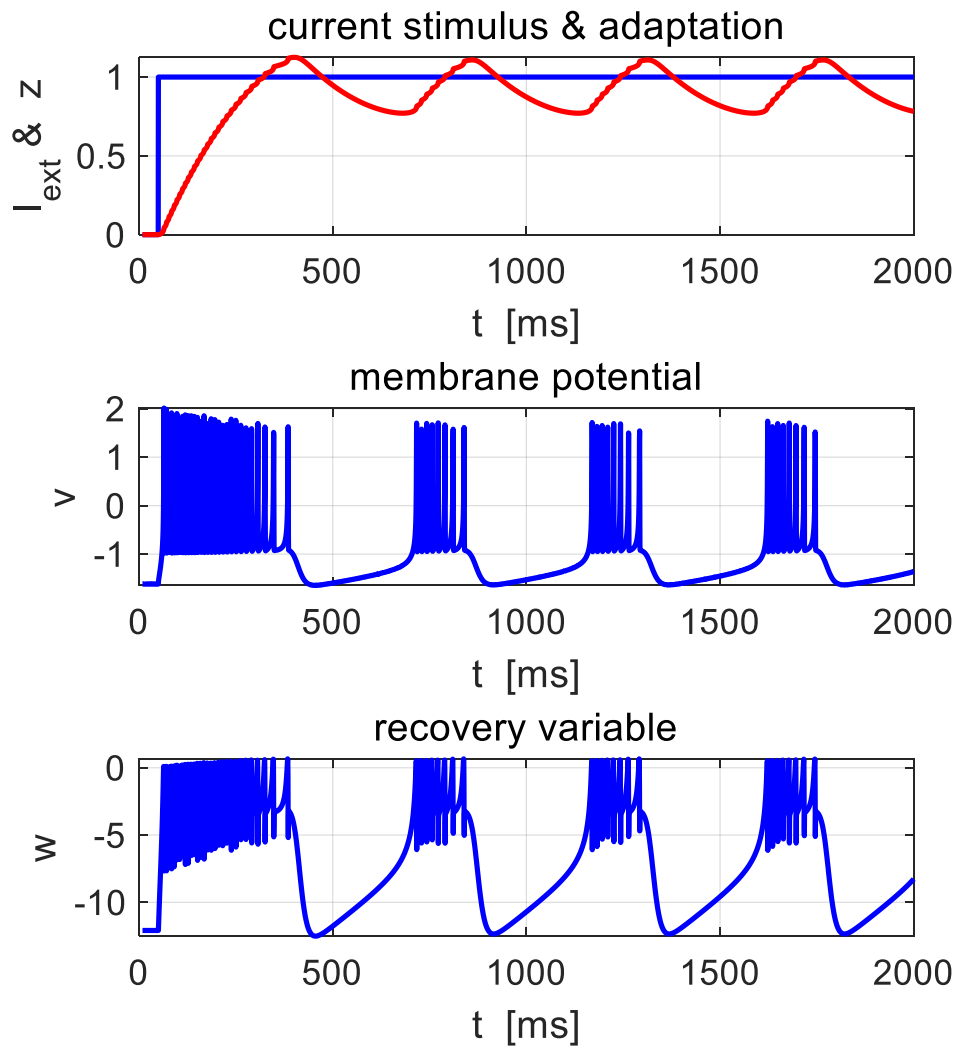 current stimulus & adaptation
I_ext & z
1
0.5
0
0 500 1000 1500 2000
t [ms]
membrane potential
v
2
1
0
-1
0 500 1000 1500 2000
t [ms]
recovery variable
w
0
-5
-10
0 500 1000 1500 2000
t [ms]